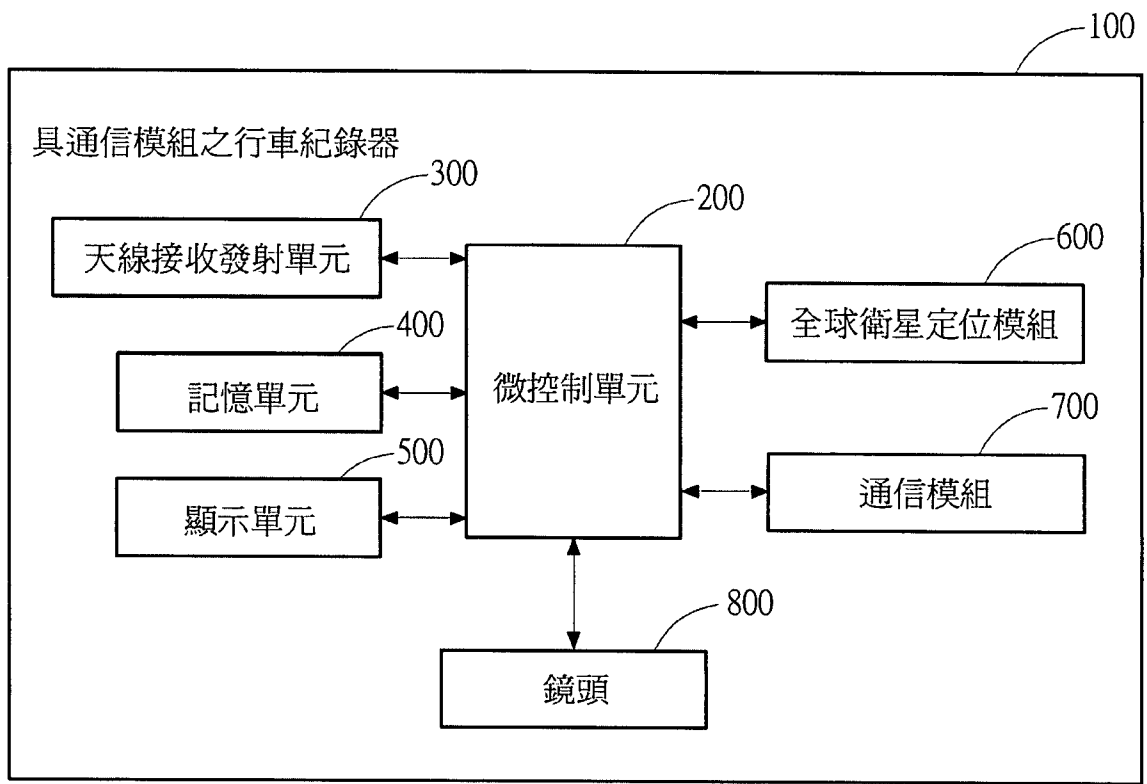 100
具通信模組之行車紀錄器
300
天線接收發射單元
200
600
全球衛星定位模組
400
記憶單元
微控制單元
700
通信模組
500
顯示單元
800
鏡頭